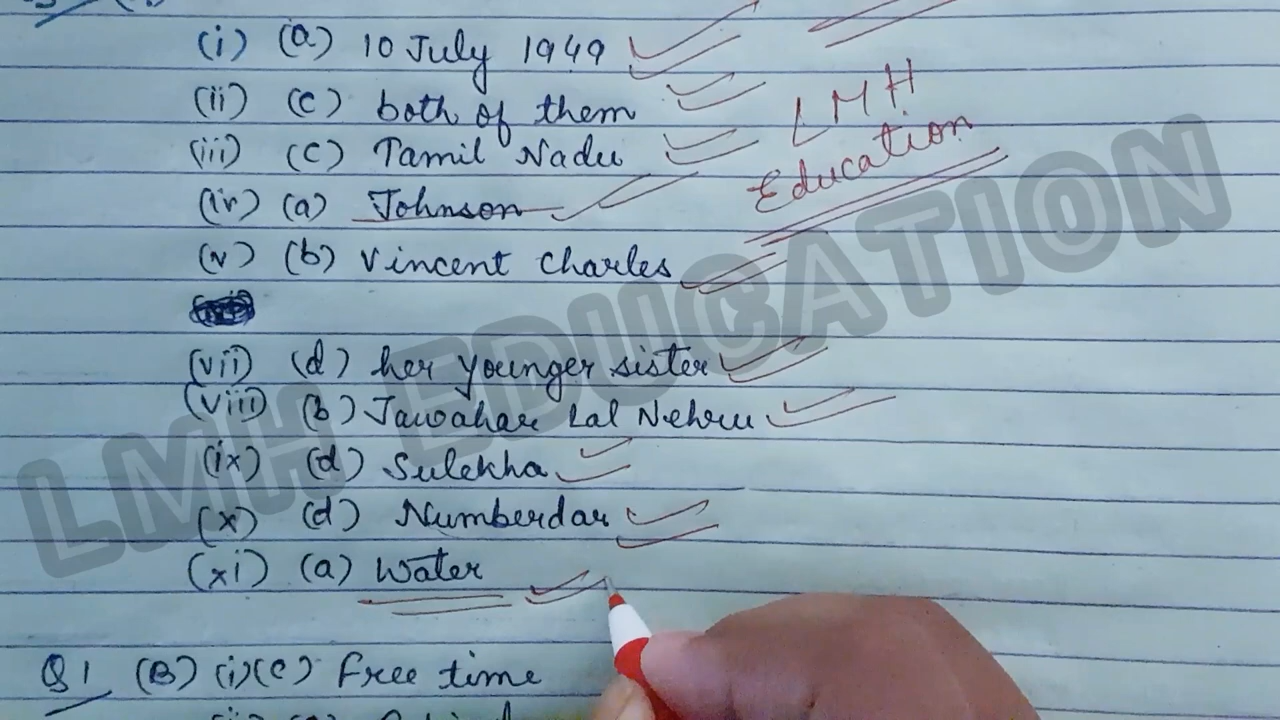 (i) (a) 10 July 1949
(ii) (c) both of them
(iii) (c) Tamil Nadu
(iv) (a) Johnson
(v) (b) Vincent Charles
LMH
Education
(vii) (d) her younger sister
(viii) (b) Jawahar Lal Nehru
(ix) (d) Sulekha
(x) (d) Numberdar
(xi) (a) Water
Q1 (B) (i) (c) Free time
LMH EDUCATION